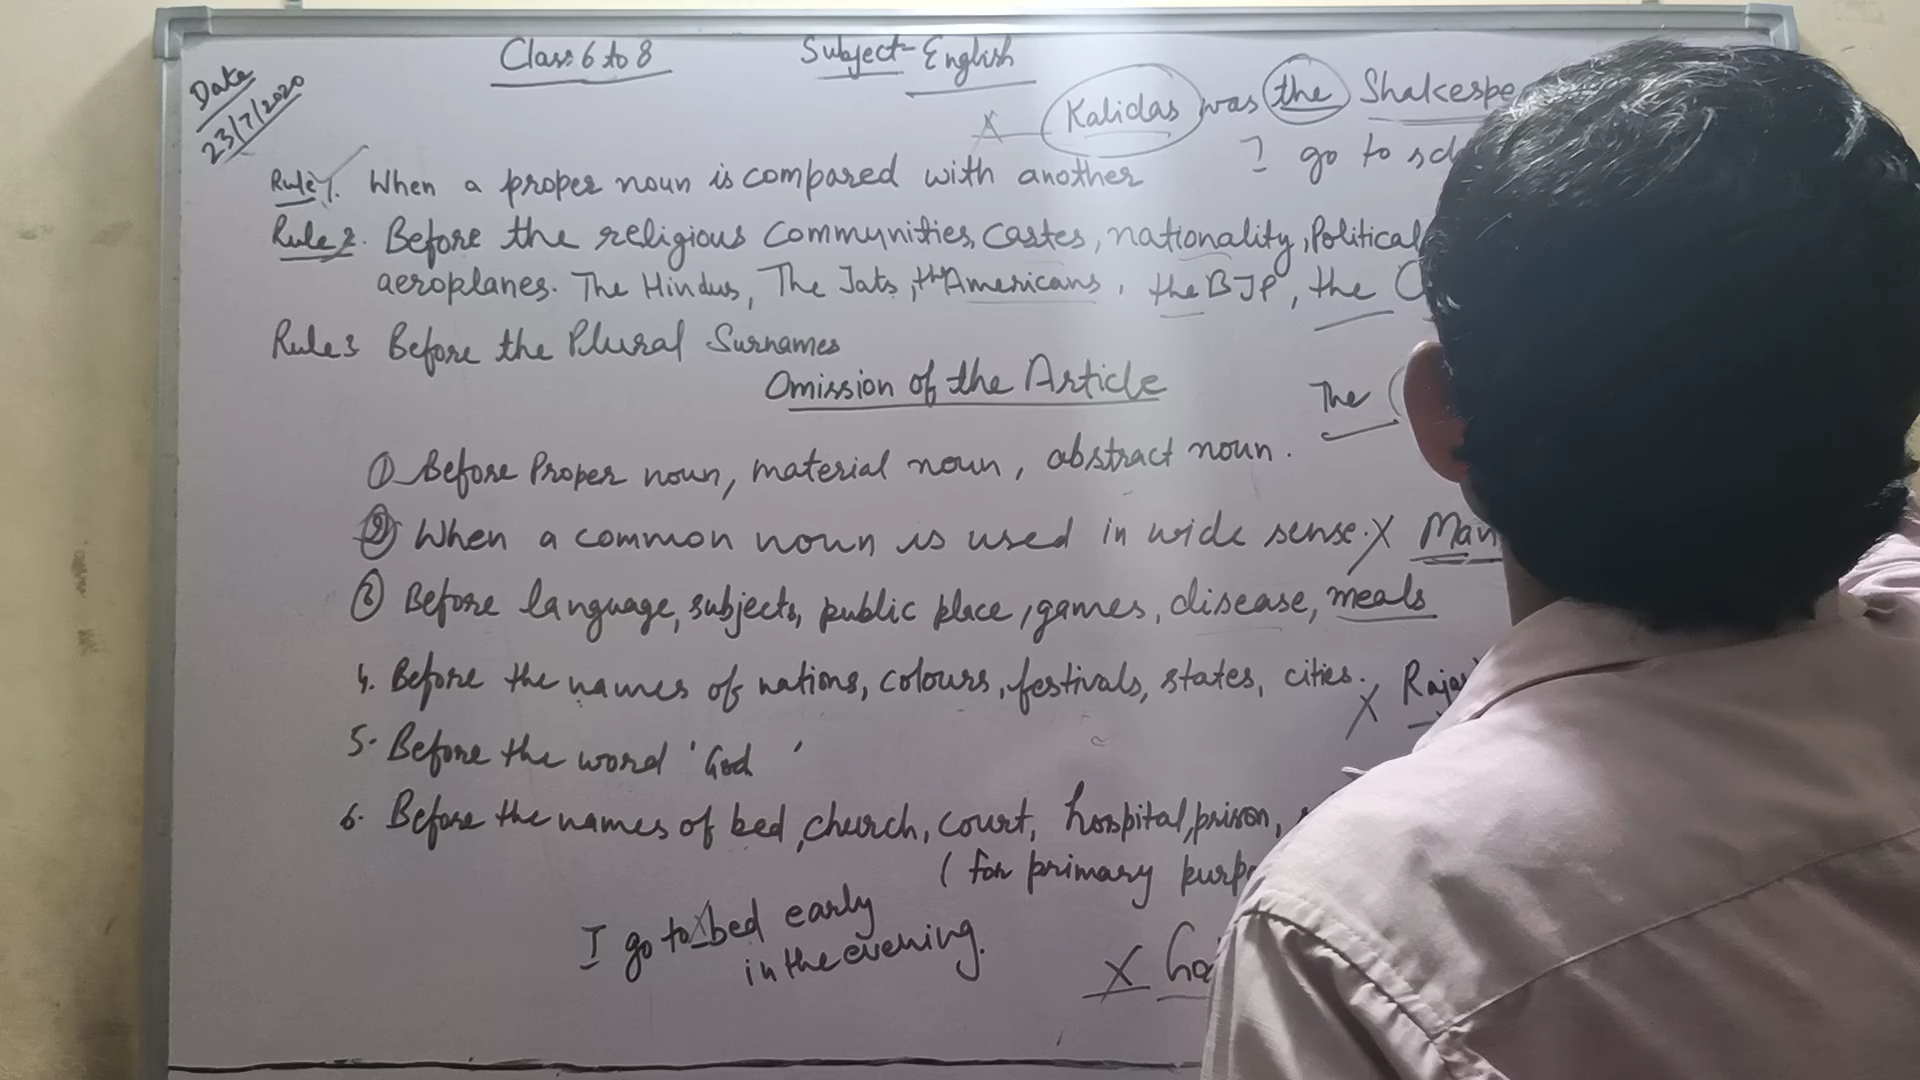 Date
23/7/2020
Class 6 to 8
Subject- English
Kalidas was the
I go to
Rule 1. When a proper noun is compared with another
Rule 2. Before the religious communities, castes, nationality, Political
aeroplanes. The Hindus, The Jats, the Americans, the BJP, the
Rule 3 Before the Plural Surnames
Omission of the Article
The
① Before Proper noun, material noun, abstract noun.
② When a common noun is used in wide sense. X
③ Before language, subjects, public place, games, disease, meals
4. Before the names of nations, colours, festivals, states, cities. X
5. Before the word 'God'
6. Before the names of bed, church, court, hospital, prison,
( for primary
I go to X bed early
in the evening.
X